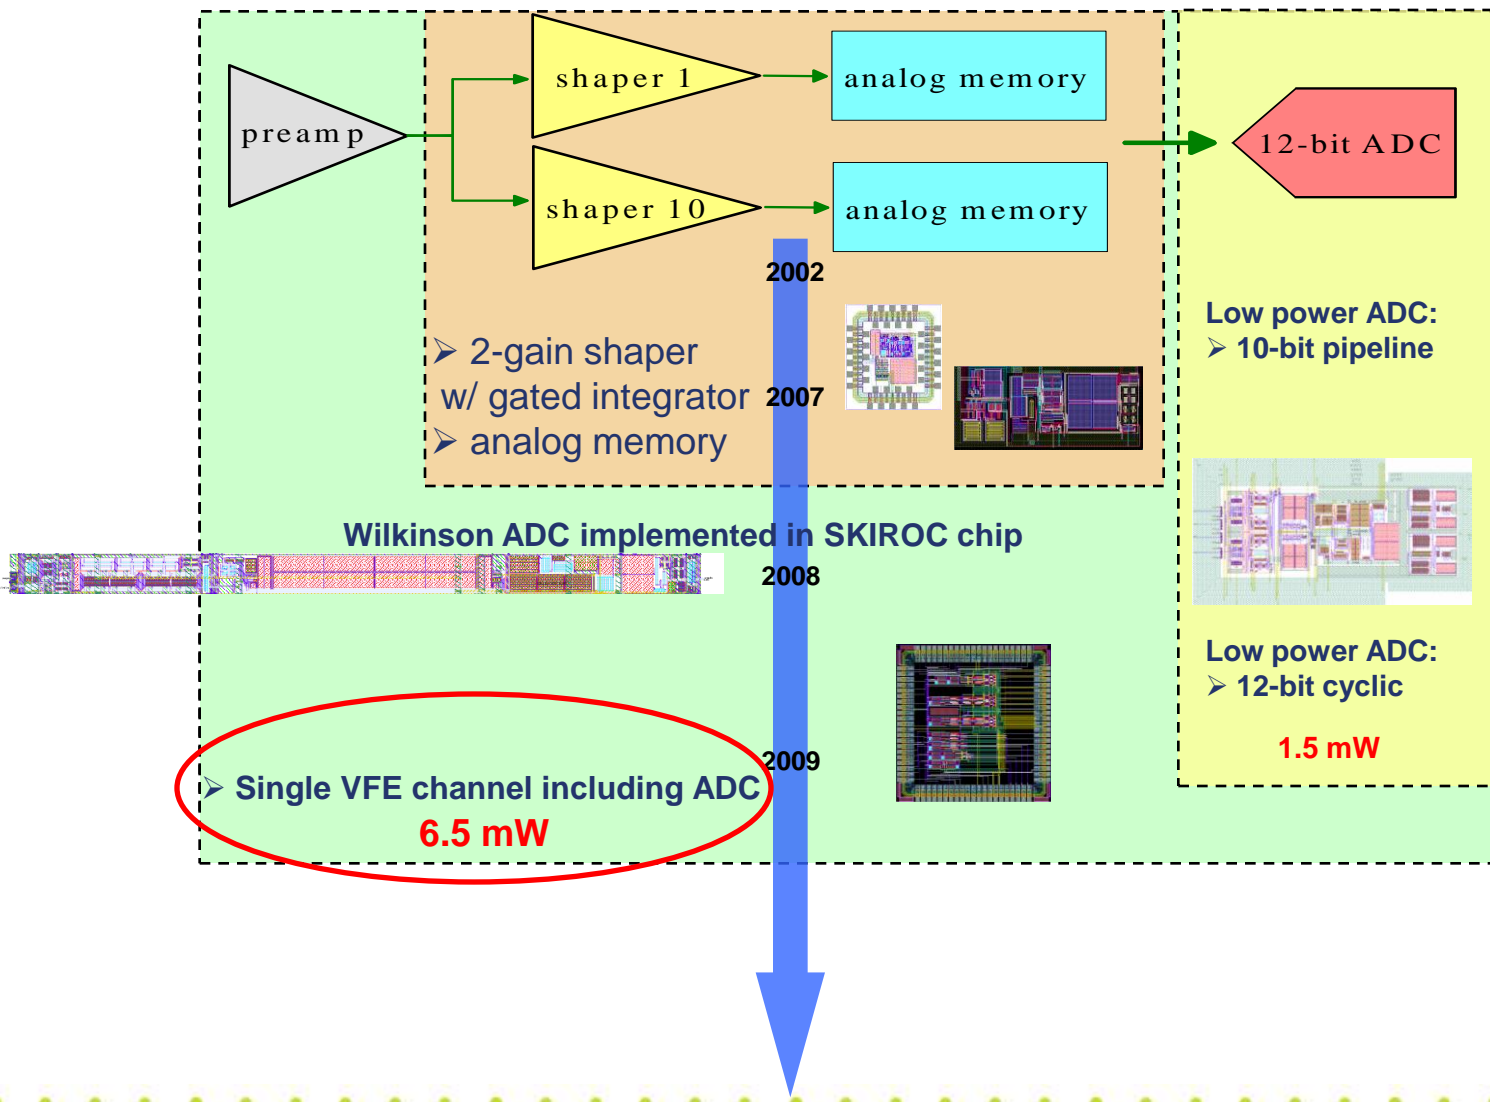 shaper 1
analog memory
preamp
12-bit ADC
shaper 10
analog memory
2002
Low power ADC:
➢ 10-bit pipeline
➢ 2-gain shaper
w/ gated integrator
2007
➢ analog memory
Wilkinson ADC implemented in SKIROC chip
2008
Low power ADC:
➢ 12-bit cyclic
1.5 mW
2009
➢ Single VFE channel including ADC
6.5 mW